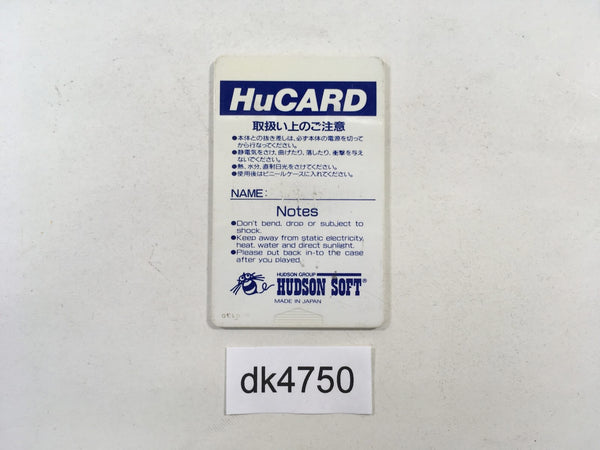 HuCARD
取扱い上のご注意
●本体との抜き差しは、必ず本体の電源を切って
から行なってください。
●静電気をさけ、曲げたり、落したり、衝撃を与え
ないでください。
●熱、水分、直射日光をさけてください。
●使用後はビニールケースに入れてください。
NAME:
Notes
●Don't bend, drop or subject to
shock.
●Keep away from static electricity,
heat, water and direct sunlight.
●Please put back in-to the case
after you played.
HUDSON GROUP
HUDSON SOFT®
MADE IN JAPAN
dk4750